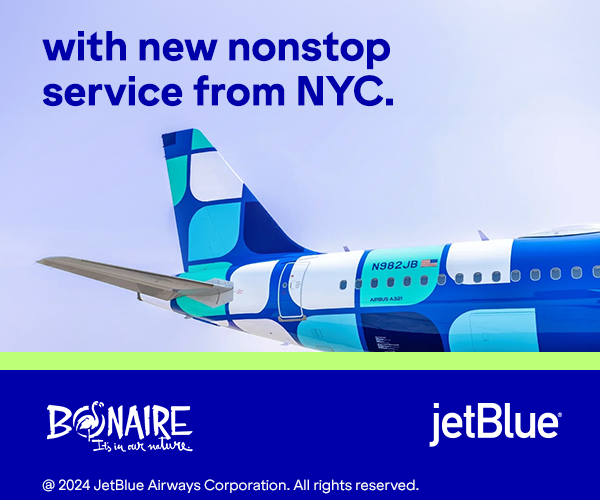 with new nonstop
service from NYC.
N982JB
AIRBUS A321
BONAIRE
It's in our nature
jetBlue®
@ 2024 JetBlue Airways Corporation. All rights reserved.